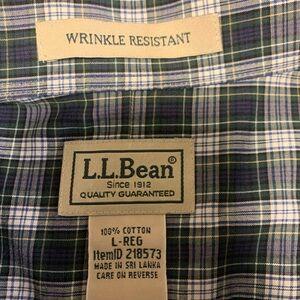 WRINKLE RESISTANT
L.L.Bean®
Since 1912
QUALITY GUARANTEED
100% COTTON
L-REG
ItemID 218573
MADE IN SRI LANKA
CARE ON REVERSE